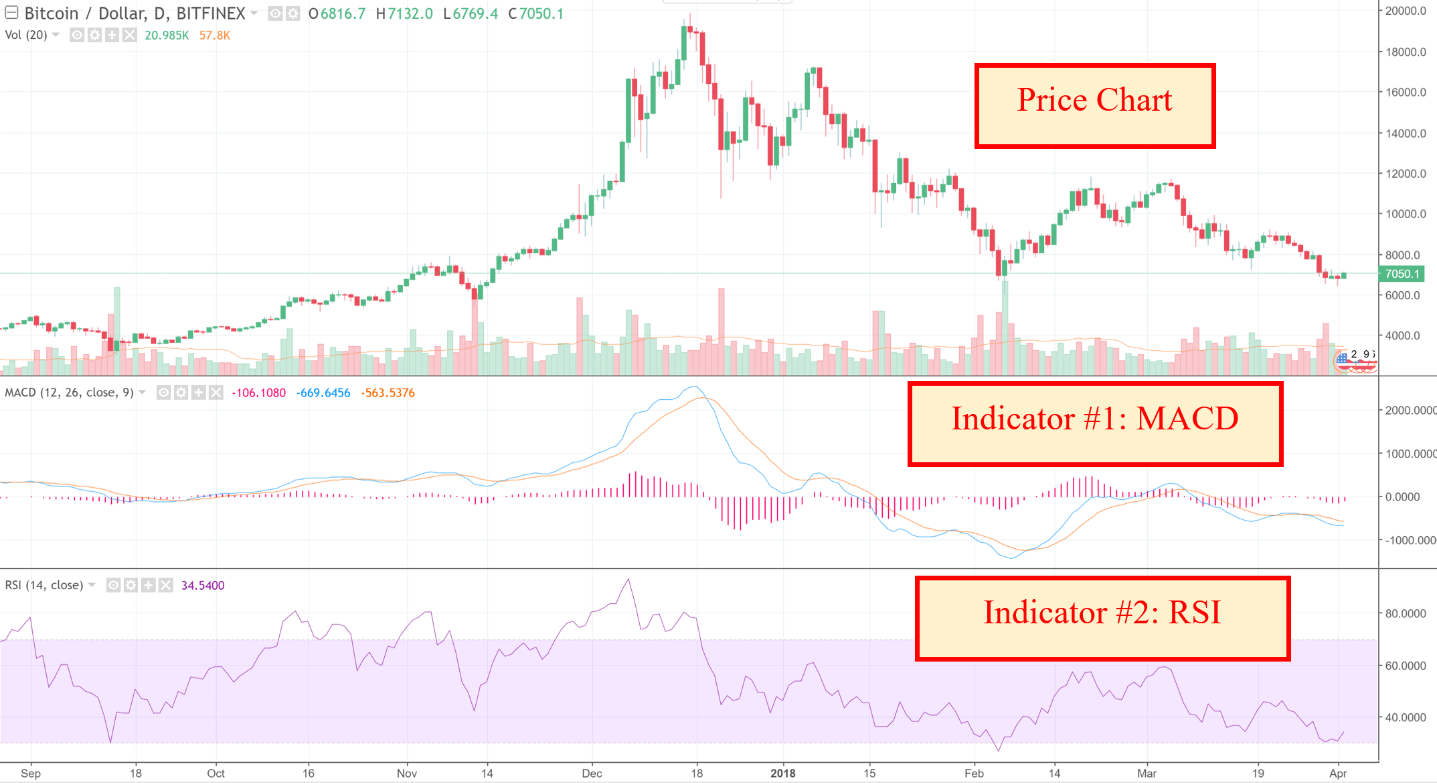 Bitcoin / Dollar, D, BITFINEX O6816.7 H7132.0 L6769.4 C7050.1
Vol (20) 20.985K 57.8K
Price Chart
20000.0
18000.0
16000.0
14000.0
12000.0
10000.0
8000.0
7050.1
6000.0
4000.0
MACD (12, 26, close, 9) -106.1080 -669.6456 -563.5376
Indicator #1: MACD
2000.0000
1000.0000
0.0000
-1000.0000
RSI (14, close) 34.5400
Indicator #2: RSI
80.0000
60.0000
40.0000
Sep 18 Oct 16 Nov 14 Dec 18 2018 15 Feb 14 Mar 19 Apr